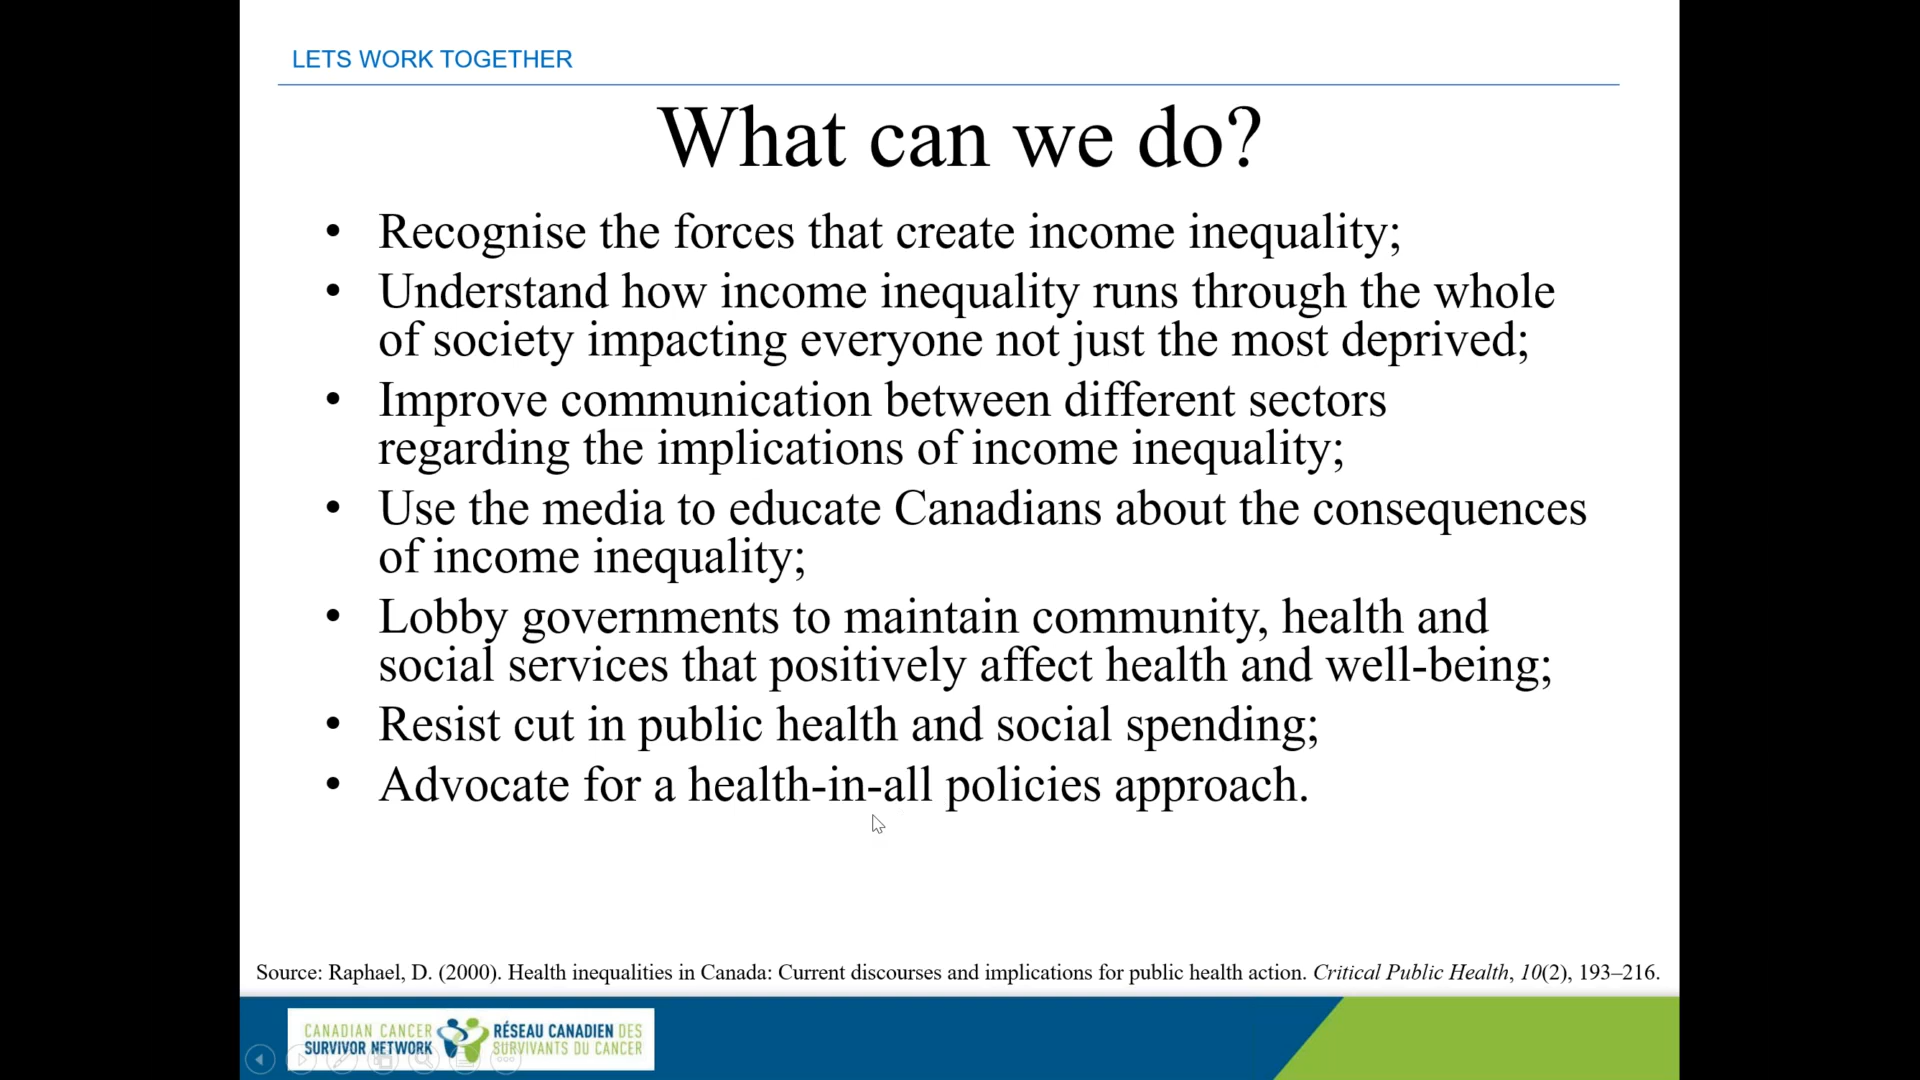 LETS WORK TOGETHER
What can we do?
• Recognise the forces that create income inequality;
• Understand how income inequality runs through the whole
of society impacting everyone not just the most deprived;
• Improve communication between different sectors
regarding the implications of income inequality;
• Use the media to educate Canadians about the consequences
of income inequality;
• Lobby governments to maintain community, health and
social services that positively affect health and well-being;
• Resist cut in public health and social spending;
• Advocate for a health-in-all policies approach.
Source: Raphael, D. (2000). Health inequalities in Canada: Current discourses and implications for public health action. Critical Public Health, 10(2), 193–216.
CANADIAN CANCER
SURVIVOR NETWORK
RÉSEAU CANADIEN DES
SURVIVANTS DU CANCER